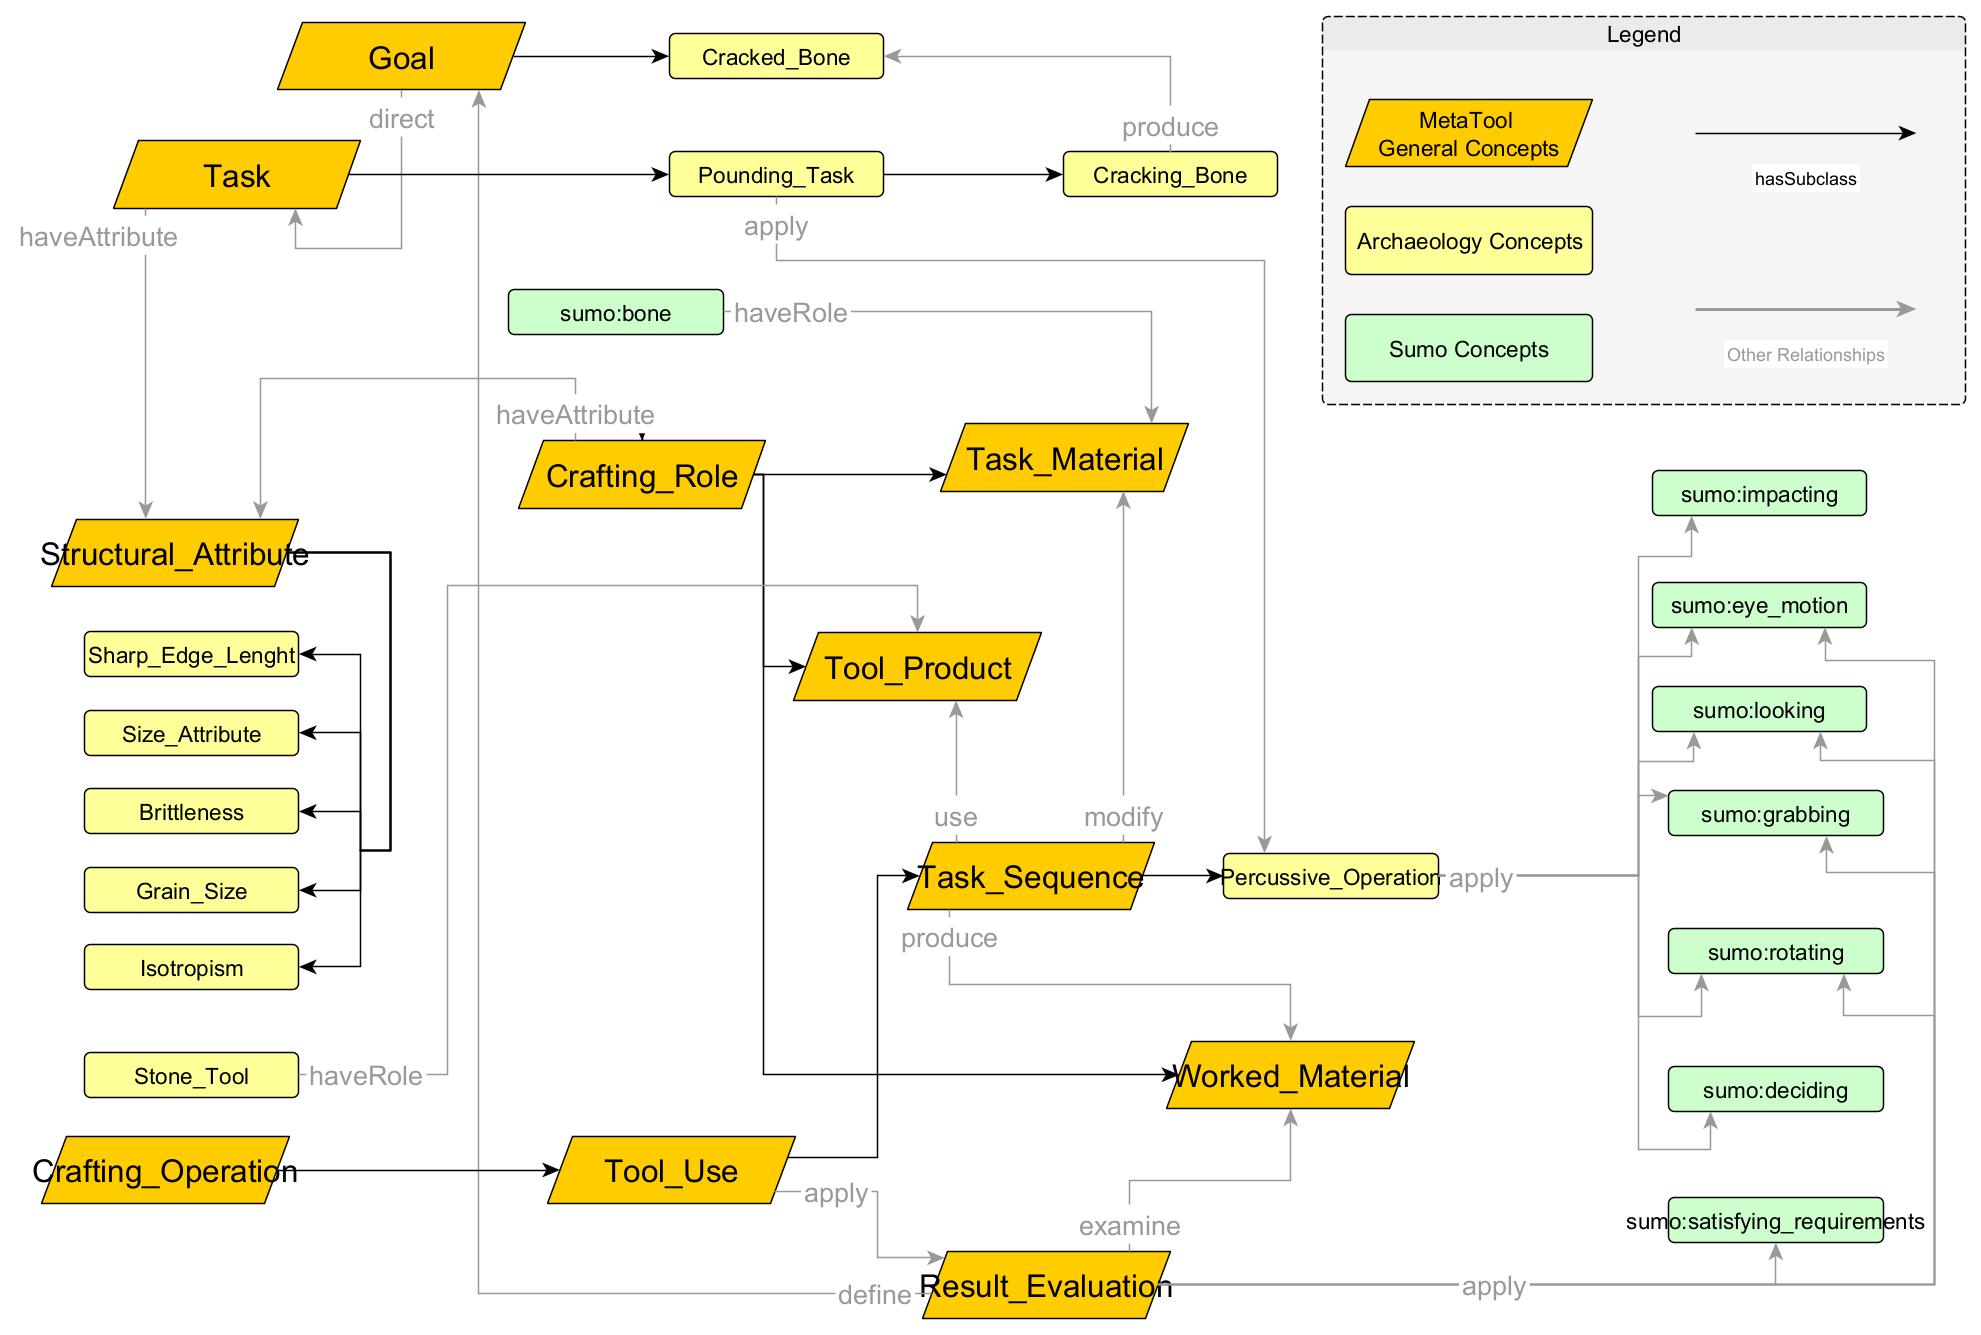 Legend
Goal
Cracked_Bone
direct
produce
MetaTool
General Concepts
hasSubclass
Task
Pounding_Task
Cracking_Bone
haveAttribute
apply
Archaeology Concepts
sumo:bone
haveRole
Sumo Concepts
Other Relationships
haveAttribute
Crafting_Role
Task_Material
sumo:impacting
Structural_Attribute
sumo:eye_motion
Sharp_Edge_Lenght
Tool_Product
sumo:looking
Size_Attribute
Brittleness
use
modify
sumo:grabbing
Grain_Size
Task_Sequence
Percussive_Operation
apply
produce
Isotropism
sumo:rotating
Stone_Tool
haveRole
Worked_Material
sumo:deciding
Crafting_Operation
Tool_Use
apply
examine
sumo:satisfying_requirements
define
Result_Evaluation
apply